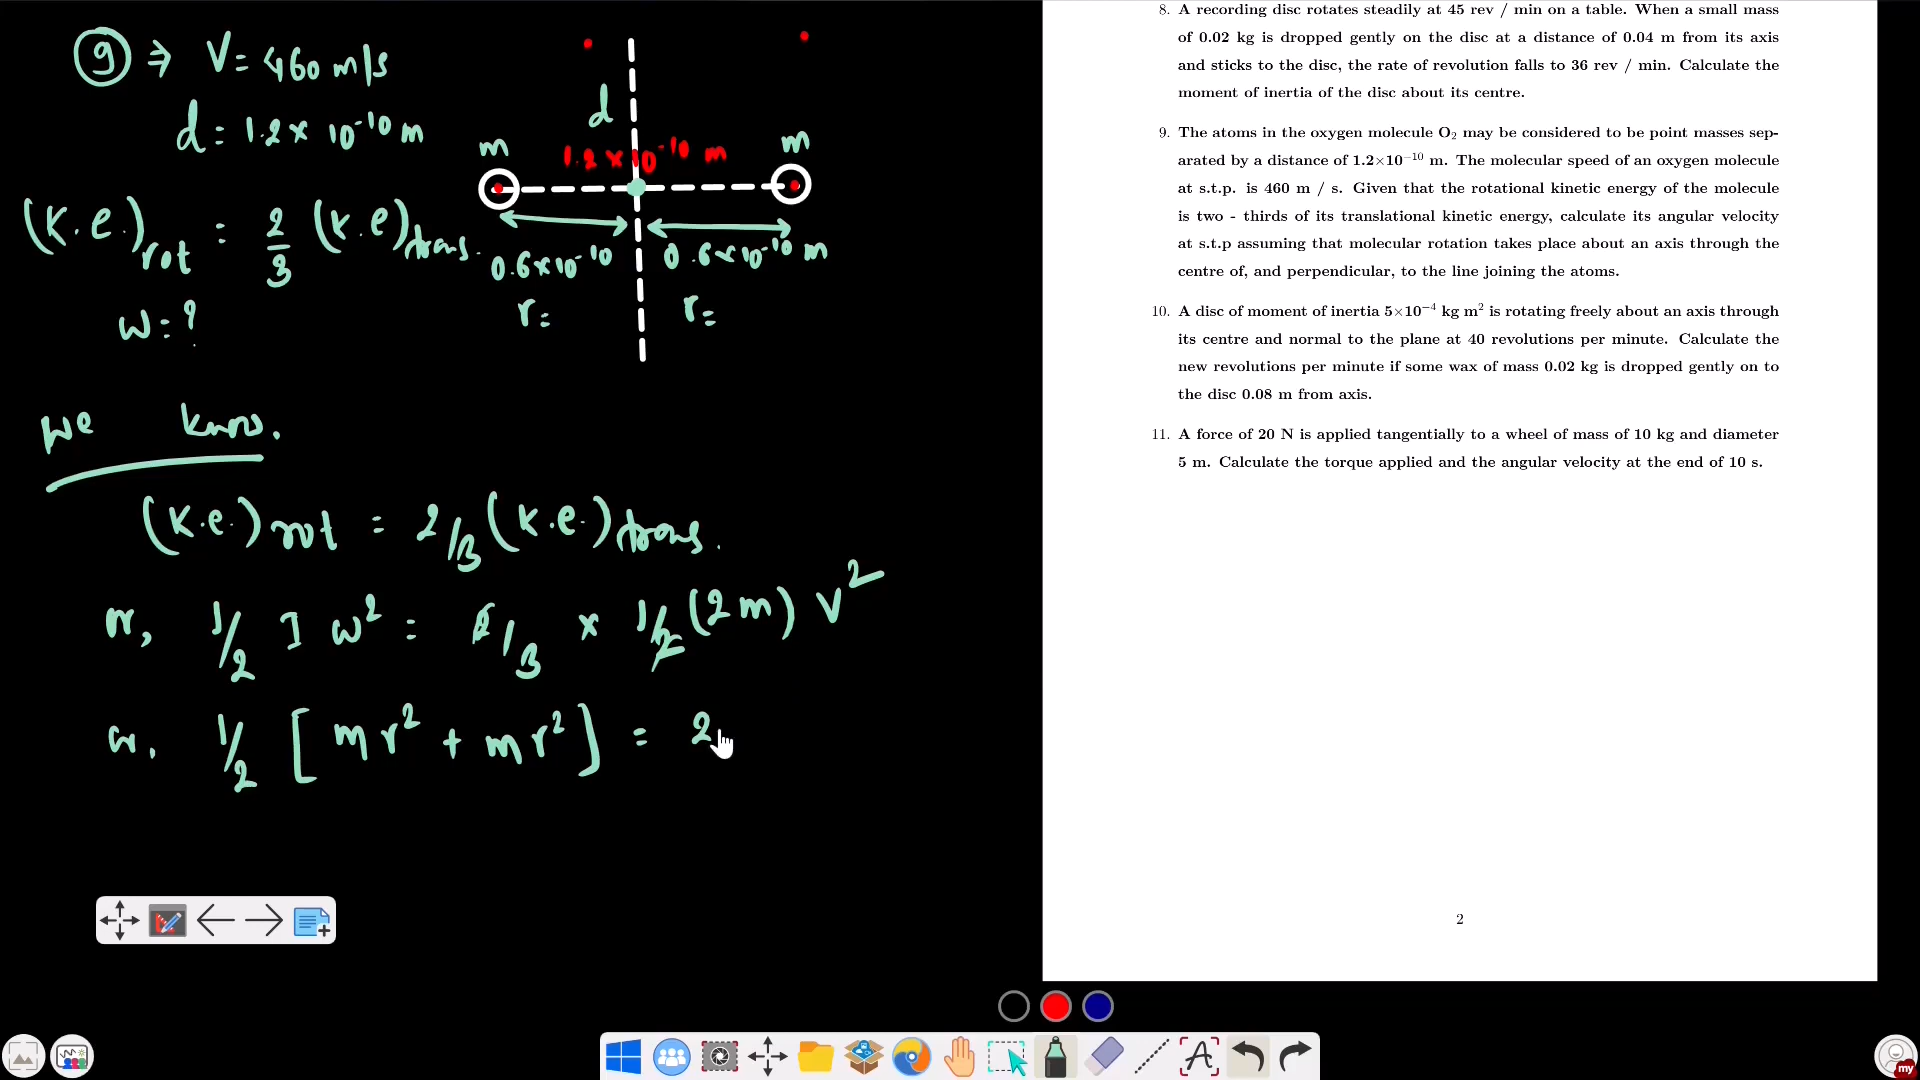 9 ⇒ V = 460 m/s
d = 1.2 × 10⁻¹⁰ m
(K.e.)rot = 2/3 (K.e)trans.
ω = ?
d
m m
1.2 × 10⁻¹⁰ m
0.6×10⁻¹⁰ 0.6×10⁻¹⁰ m
r = r =
We know.
(K.e.)rot = 2/3 (K.e.)trans.
or, 1/2 I ω² = 2/3 × 1/2 (2m) V²
or, 1/2 [mr² + mr²] = 2
8. A recording disc rotates steadily at 45 rev / min on a table. When a small mass
of 0.02 kg is dropped gently on the disc at a distance of 0.04 m from its axis
and sticks to the disc, the rate of revolution falls to 36 rev / min. Calculate the
moment of inertia of the disc about its centre.
9. The atoms in the oxygen molecule O₂ may be considered to be point masses sep-
arated by a distance of 1.2×10⁻¹⁰ m. The molecular speed of an oxygen molecule
at s.t.p. is 460 m / s. Given that the rotational kinetic energy of the molecule
is two - thirds of its translational kinetic energy, calculate its angular velocity
at s.t.p assuming that molecular rotation takes place about an axis through the
centre of, and perpendicular, to the line joining the atoms.
10. A disc of moment of inertia 5×10⁻⁴ kg m² is rotating freely about an axis through
its centre and normal to the plane at 40 revolutions per minute. Calculate the
new revolutions per minute if some wax of mass 0.02 kg is dropped gently on to
the disc 0.08 m from axis.
11. A force of 20 N is applied tangentially to a wheel of mass of 10 kg and diameter
5 m. Calculate the torque applied and the angular velocity at the end of 10 s.
2
my